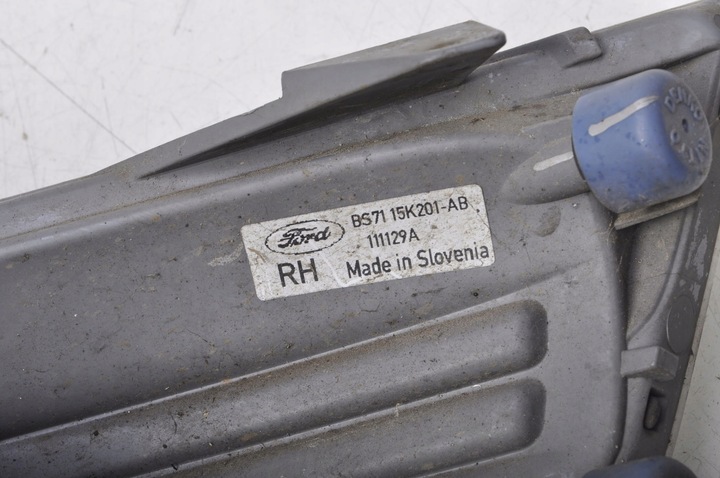 Ford BS71 15K201-AB
111129A
RH Made in Slovenia